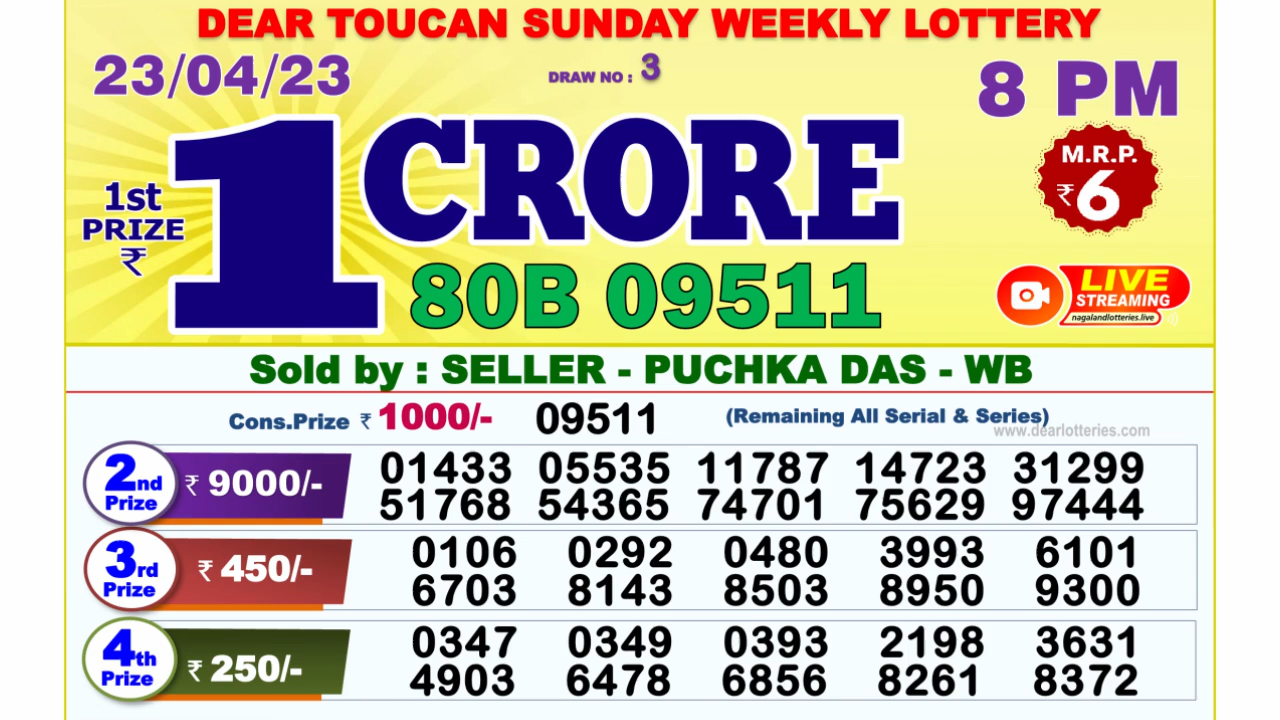 DEAR TOUCAN SUNDAY WEEKLY LOTTERY
23/04/23
DRAW NO : 3
8 PM
1st
PRIZE
₹
1 CRORE
M.R.P.
₹ 6
80B 09511
LIVE
STREAMING
nagalandlotteries.live
Sold by : SELLER - PUCHKA DAS - WB
Cons.Prize ₹ 1000/- 09511 (Remaining All Serial & Series)
www.dearlotteries.com
2nd Prize ₹ 9000/-
01433 05535 11787 14723 31299
51768 54365 74701 75629 97444
3rd Prize ₹ 450/-
0106 0292 0480 3993 6101
6703 8143 8503 8950 9300
4th Prize ₹ 250/-
0347 0349 0393 2198 3631
4903 6478 6856 8261 8372